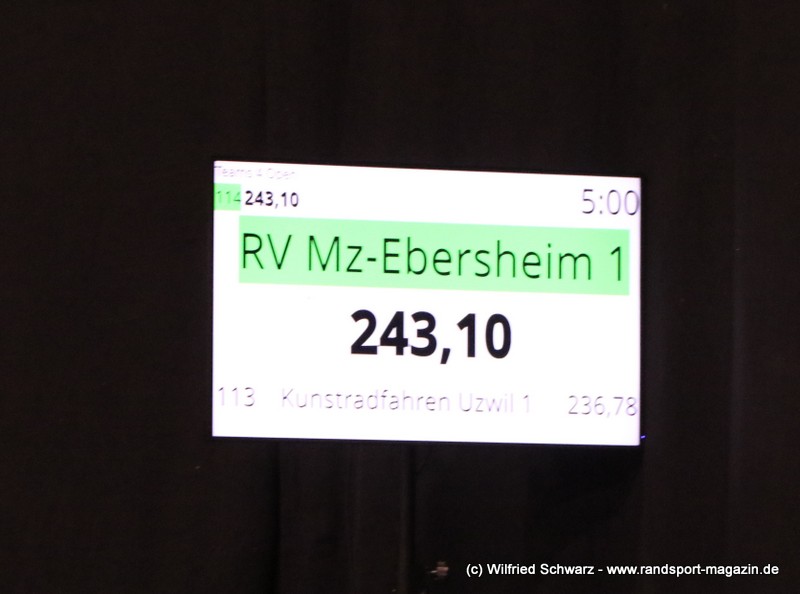 Teams 4 Open
114 243,10 5:00
RV Mz-Ebersheim 1
243,10
113 Kunstradfahren Uzwil 1 236,78
(c) Wilfried Schwarz - www.randsport-magazin.de